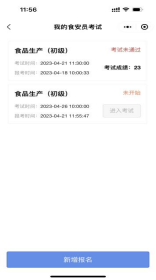 11:56
我的食安员考试
食品生产（初级）
考试未通过
考试时间：2023-04-21 11:30:00
考试成绩：23
报考时间：2023-04-18 10:00:33
食品生产（初级）
未开始
考试时间：2023-04-26 10:00:00
进入考试
报考时间：2023-04-21 11:55:47
新增报名